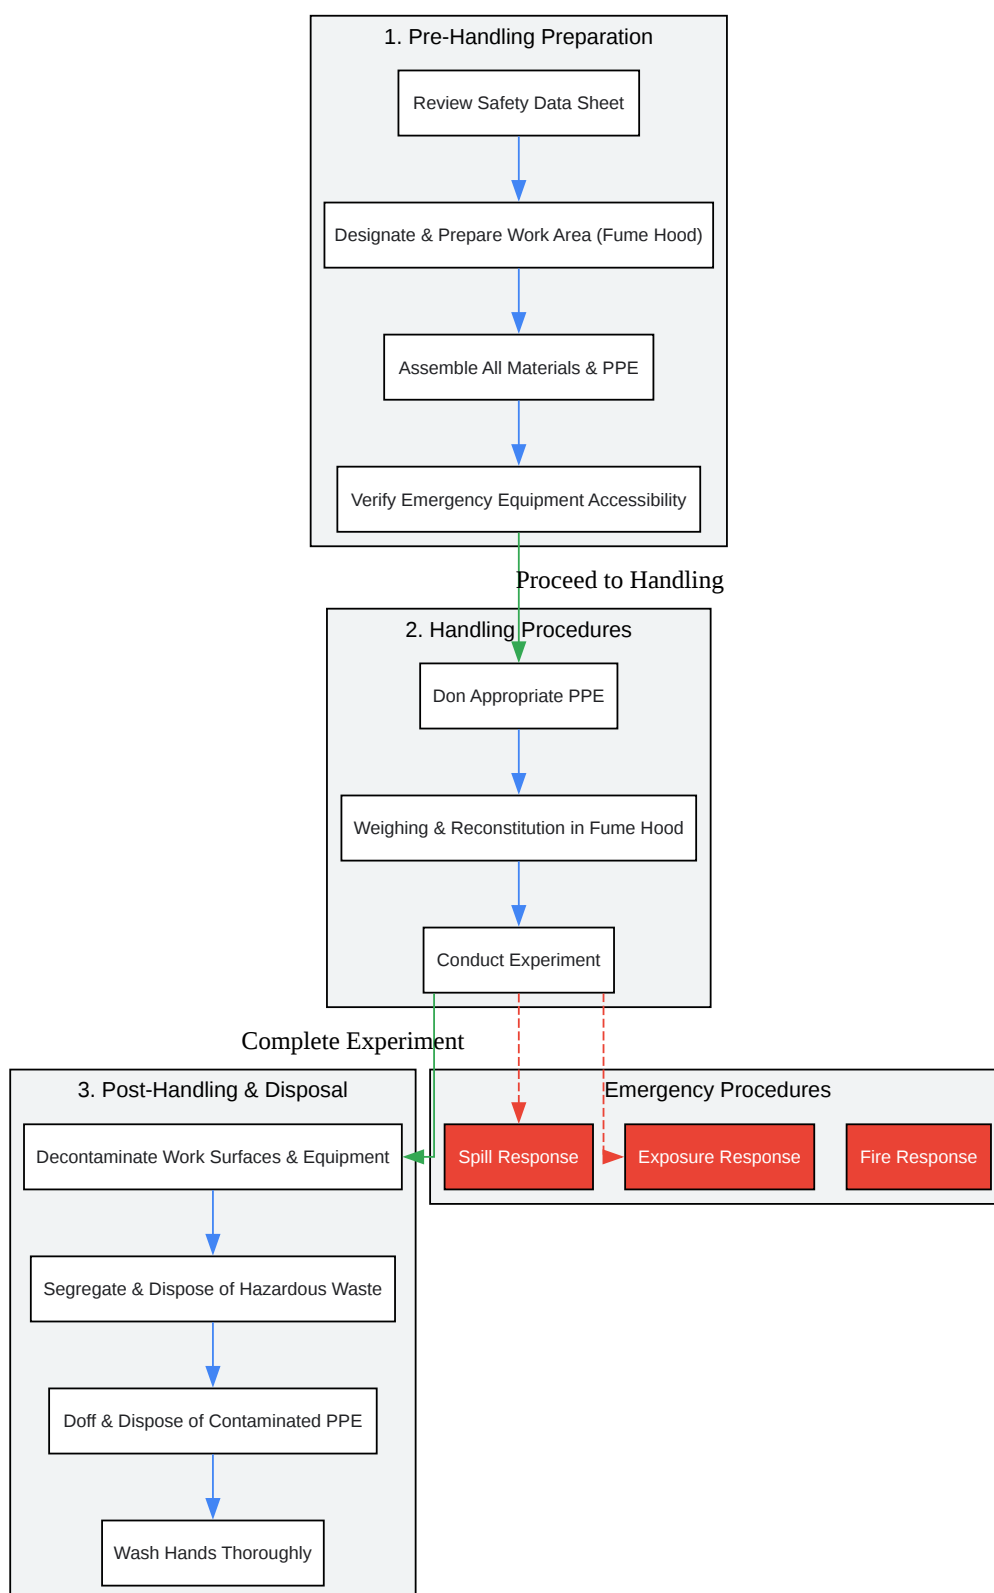 1. Pre-Handling Preparation
Review Safety Data Sheet
Designate & Prepare Work Area (Fume Hood)
Assemble All Materials & PPE
Verify Emergency Equipment Accessibility
Proceed to Handling
2. Handling Procedures
Don Appropriate PPE
Weighing & Reconstitution in Fume Hood
Conduct Experiment
Complete Experiment
3. Post-Handling & Disposal
Decontaminate Work Surfaces & Equipment
Segregate & Dispose of Hazardous Waste
Doff & Dispose of Contaminated PPE
Wash Hands Thoroughly
Emergency Procedures
Spill Response
Exposure Response
Fire Response